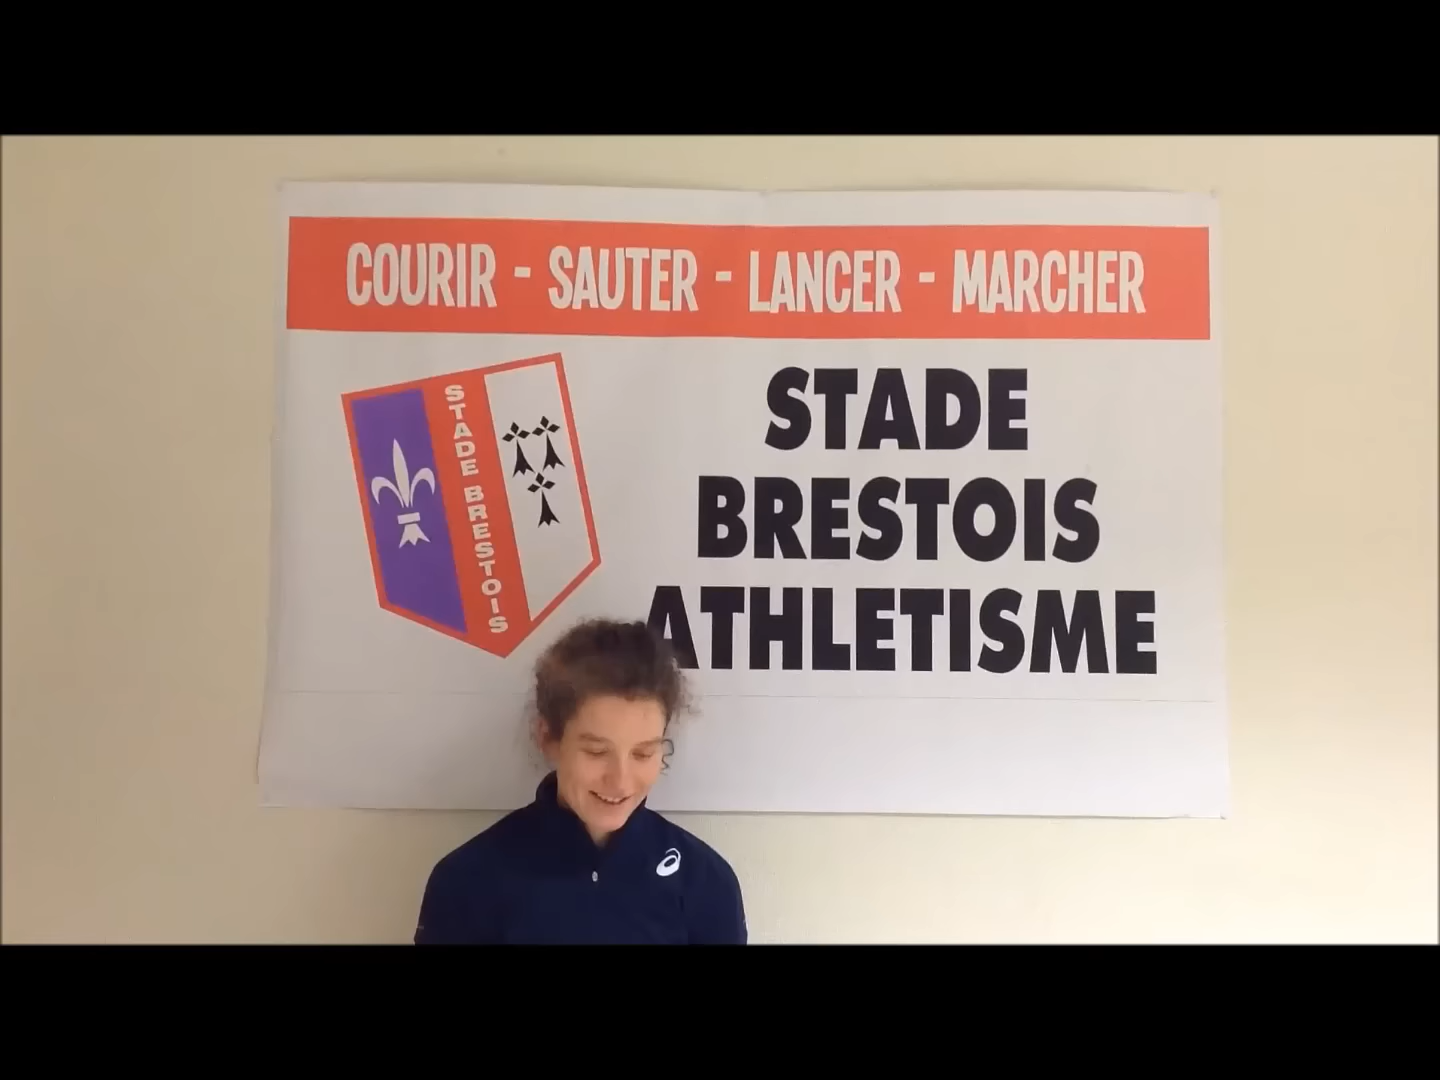 COURIR - SAUTER - LANCER - MARCHER
STADE BRESTOIS
STADE
BRESTOIS
ATHLETISME